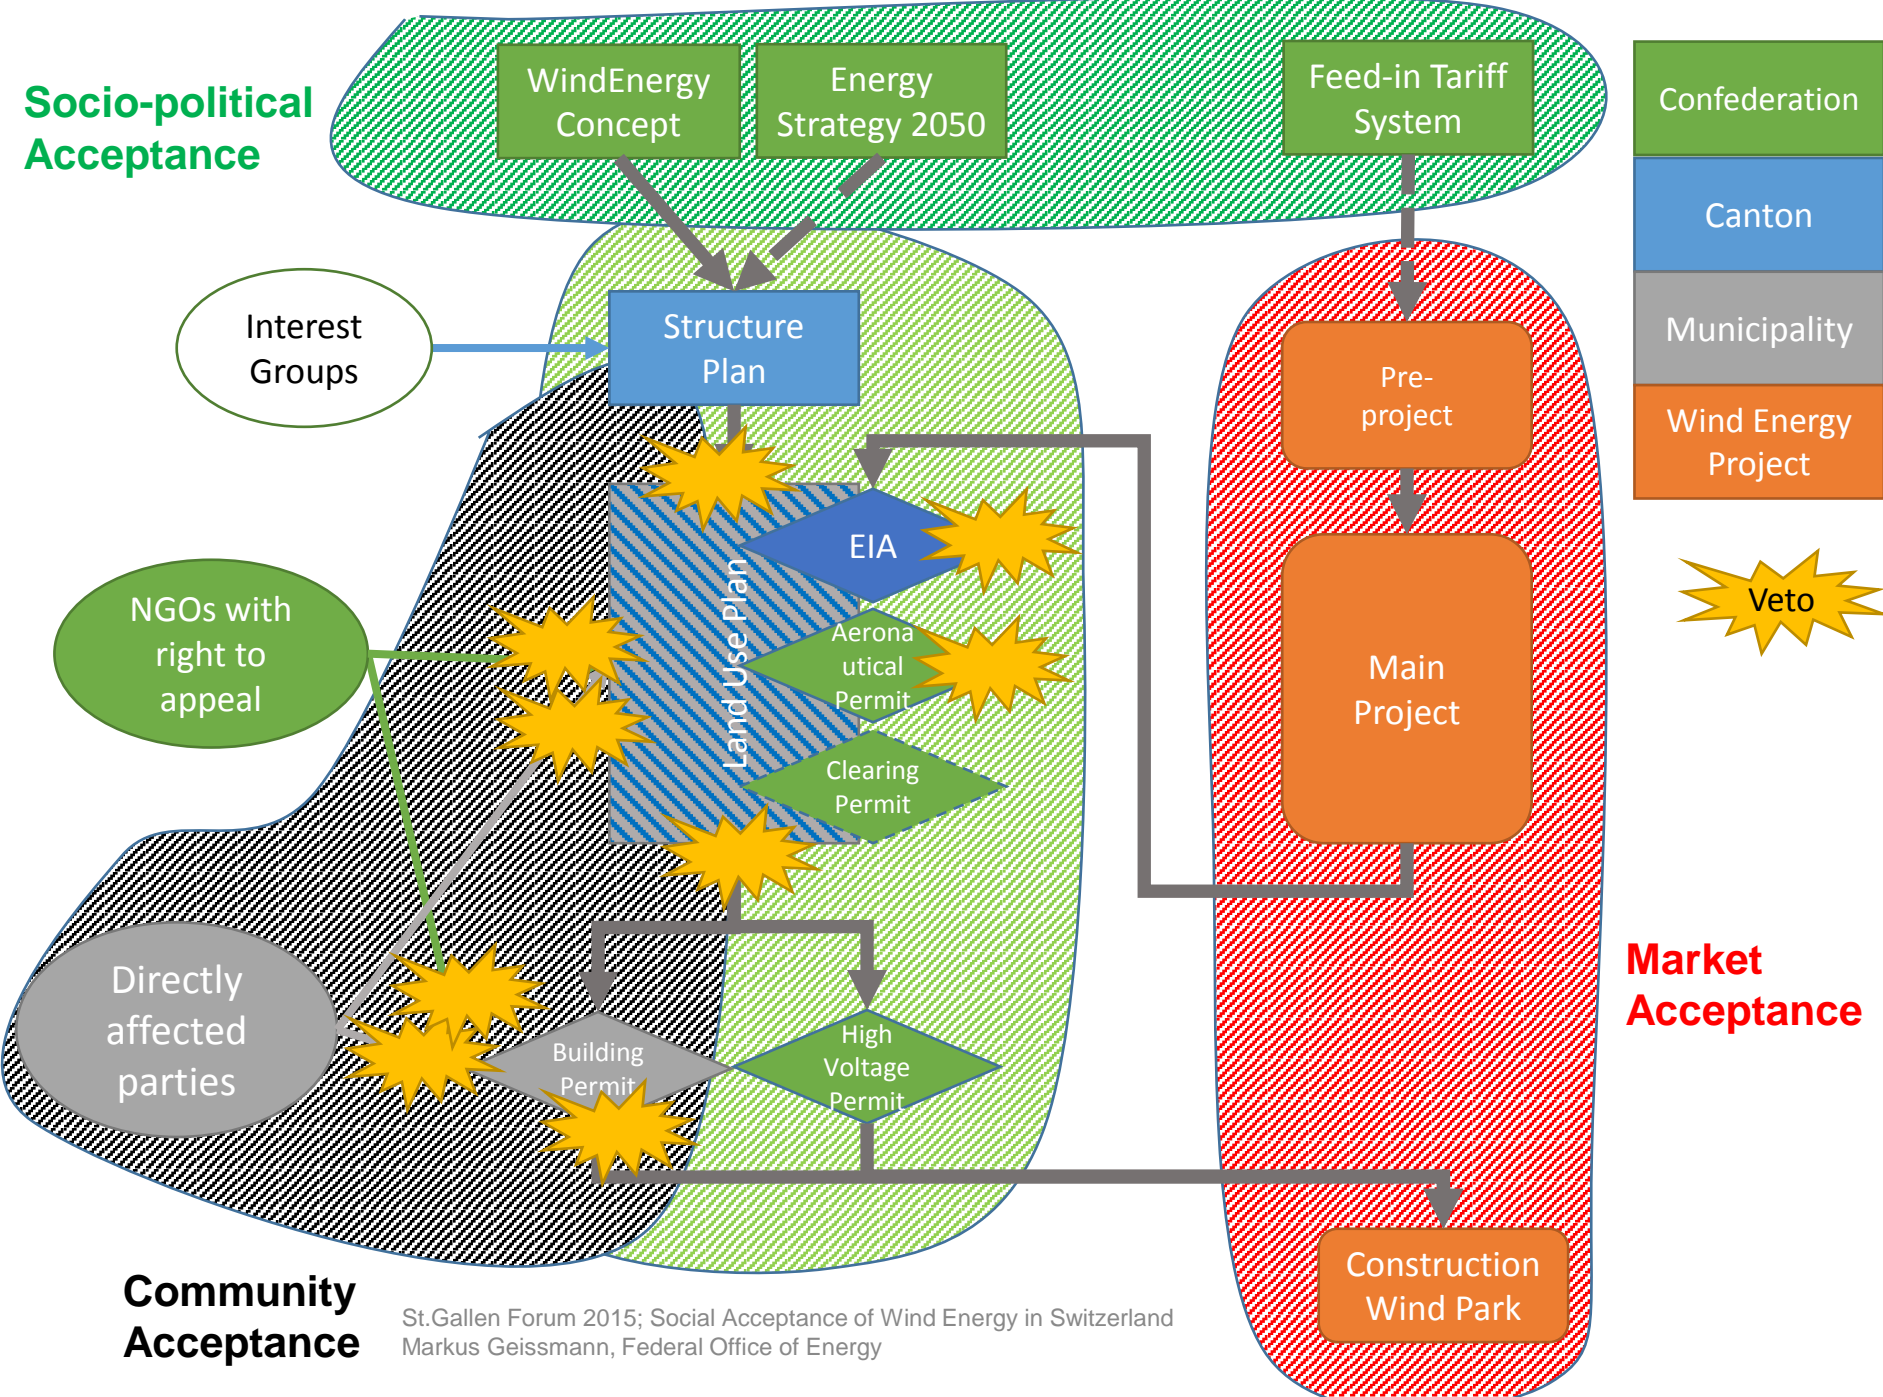 Socio-political
Acceptance
WindEnergy
Concept
Energy
Strategy 2050
Feed-in Tariff
System
Confederation
Canton
Municipality
Wind Energy
Project
Veto
Interest
Groups
Structure
Plan
Pre-
project
NGOs with
right to
appeal
Land Use Plan
EIA
Aerona
utical
Permit
Clearing
Permit
Main
Project
Directly
affected
parties
Building
Permit
High
Voltage
Permit
Market
Acceptance
Construction
Wind Park
Community
Acceptance
St.Gallen Forum 2015; Social Acceptance of Wind Energy in Switzerland
Markus Geissmann, Federal Office of Energy